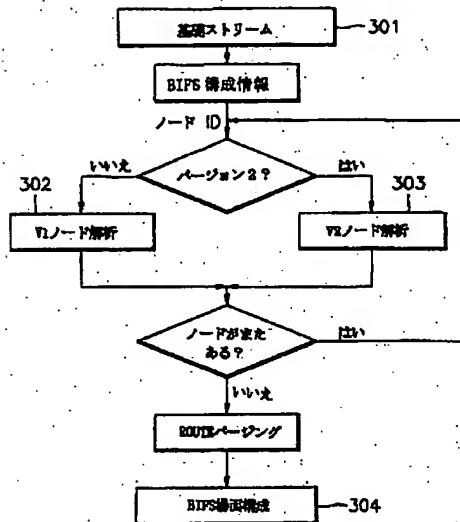 基礎ストリーム
301
BIFS 構成情報
ノード ID
バージョン 2?
いいえ
はい
302
303
V1ノード解析
V2ノード解析
ノードがまた
ある?
はい
いいえ
ROUTEパージング
BIFS場面構成
304